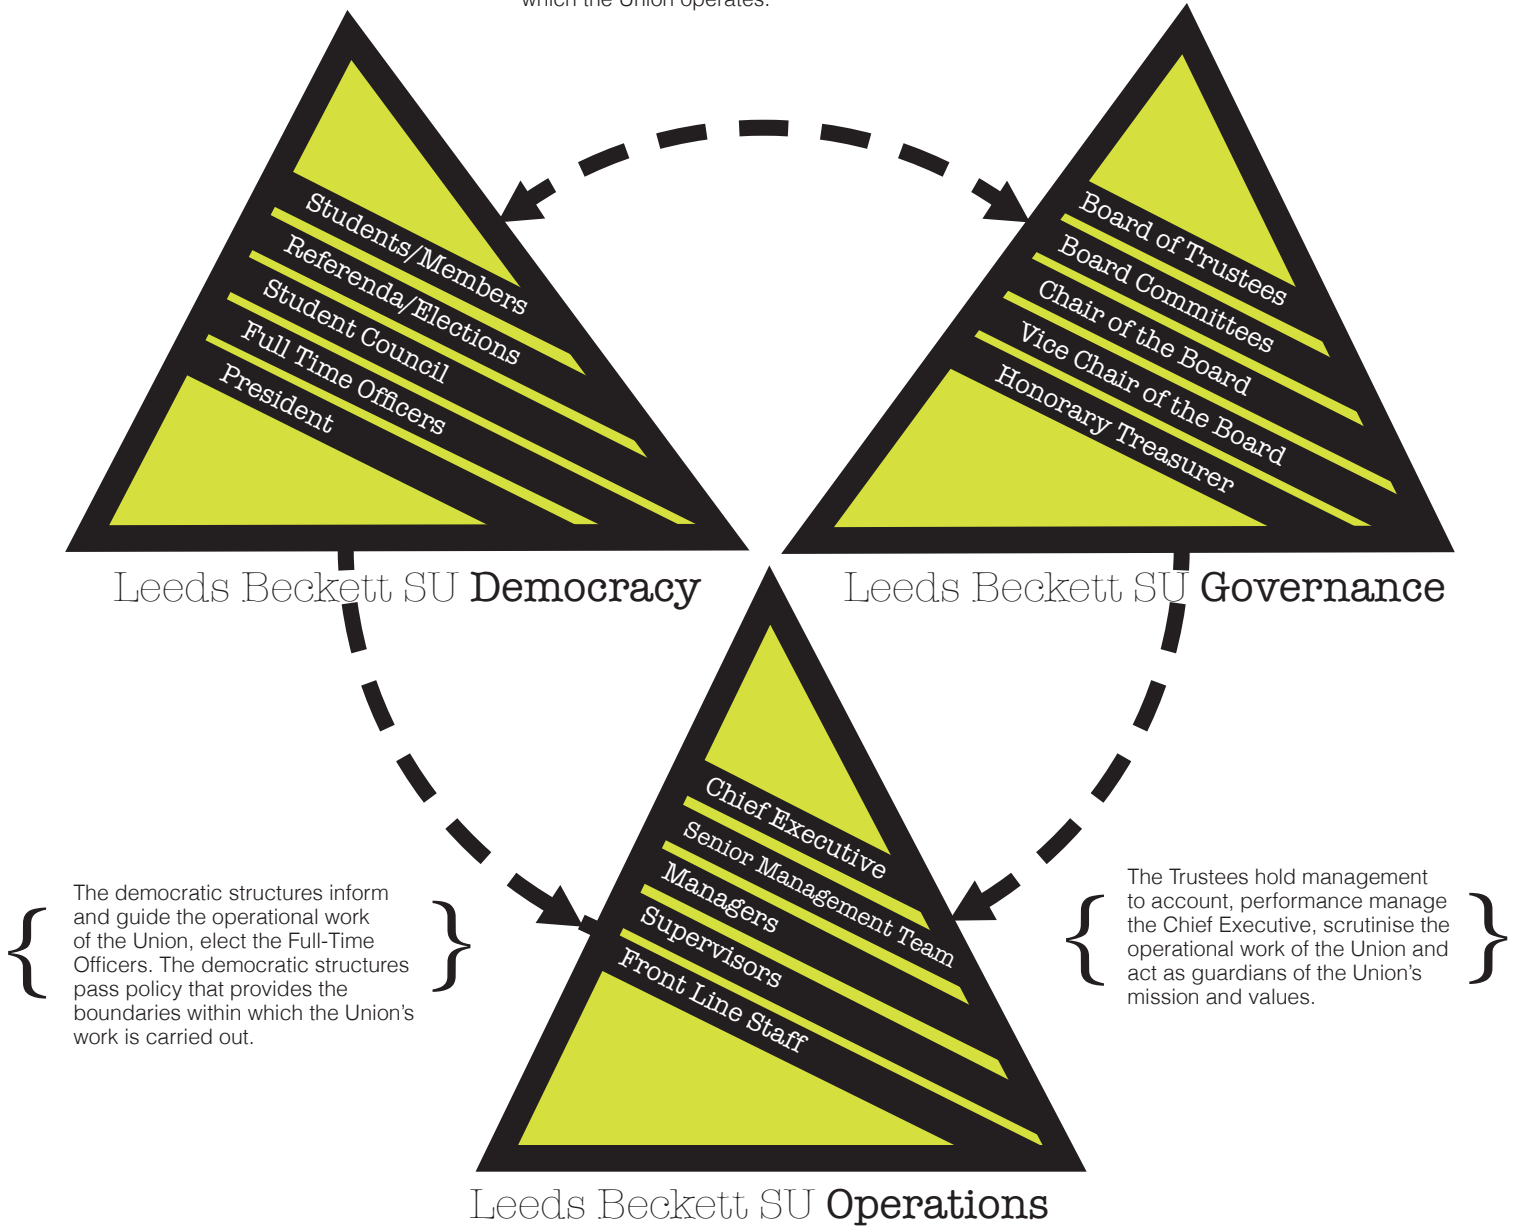 which the Union operates.
Students/Members
Referenda/Elections
Student Council
Full Time Officers
President
Leeds Beckett SU Democracy
Board of Trustees
Board Committees
Chair of the Board
Vice Chair of the Board
Honorary Treasurer
Leeds Beckett SU Governance
The democratic structures inform
and guide the operational work
of the Union, elect the Full-Time
Officers. The democratic structures
pass policy that provides the
boundaries within which the Union's
work is carried out.
Chief Executive
Senior Management Team
Managers
Supervisors
Front Line Staff
Leeds Beckett SU Operations
The Trustees hold management
to account, performance manage
the Chief Executive, scrutinise the
operational work of the Union and
act as guardians of the Union's
mission and values.